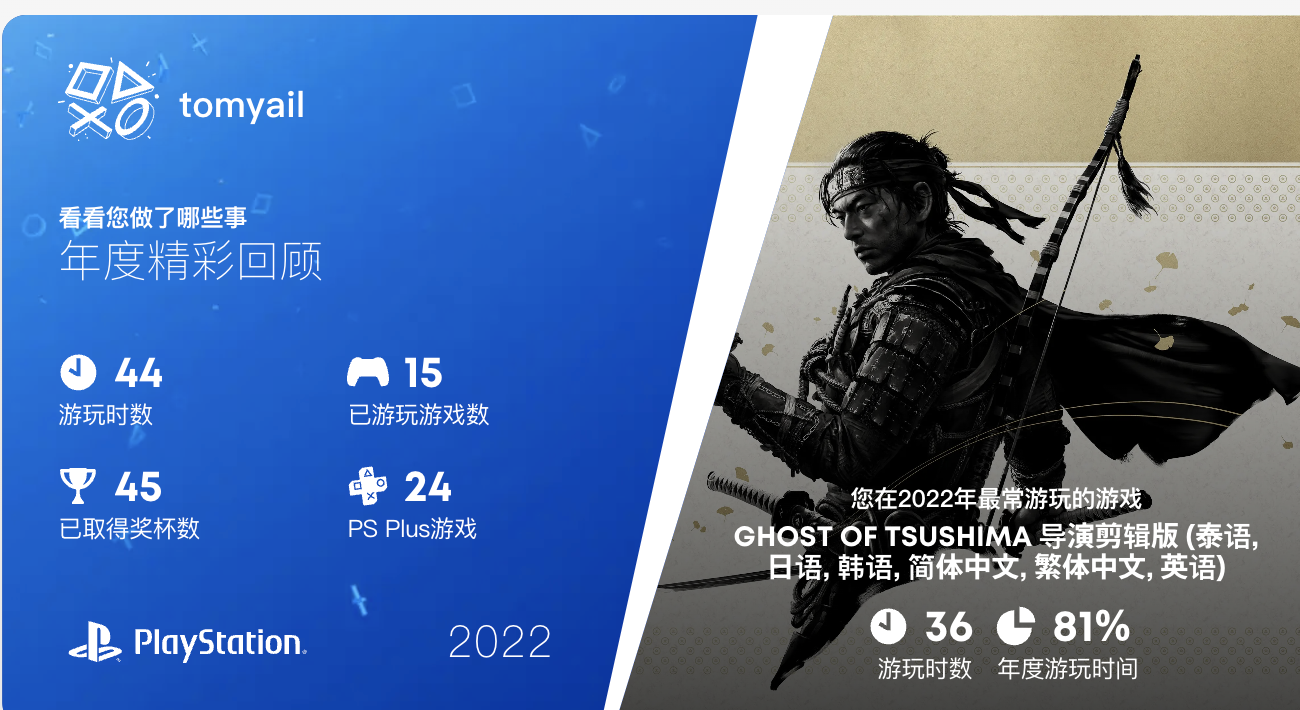 tomyail
看看您做了哪些事
年度精彩回顾
44
游玩时数
15
已游玩游戏数
45
已取得奖杯数
24
PS Plus游戏
PlayStation
2022
您在2022年最常游玩的游戏
GHOST OF TSUSHIMA 导演剪辑版 (泰语,
日语, 韩语, 简体中文, 繁体中文, 英语)
36
游玩时数
81%
年度游玩时间